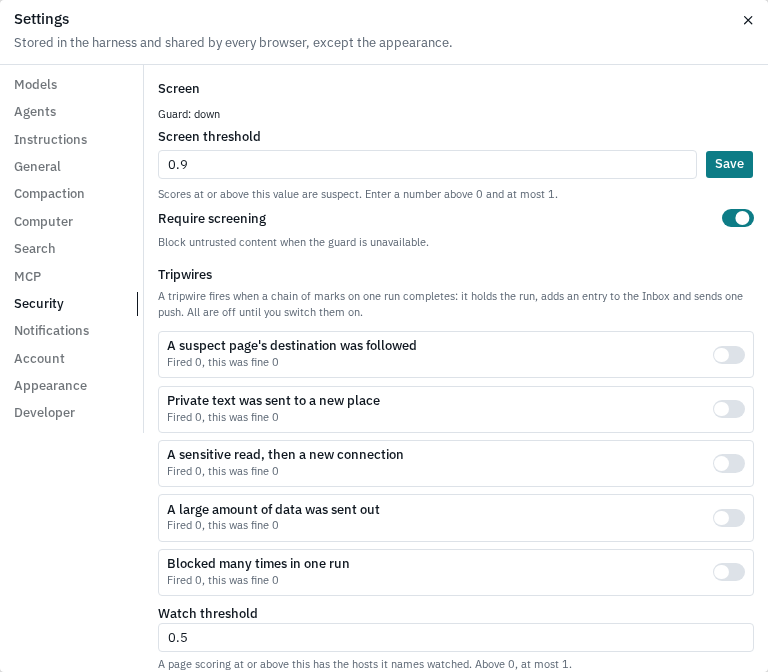 Settings
Stored in the harness and shared by every browser, except the appearance.
Models
Agents
Instructions
General
Compaction
Computer
Search
MCP
Security
Notifications
Account
Appearance
Developer
Screen
Guard: down
Screen threshold
0.9
Save
Scores at or above this value are suspect. Enter a number above 0 and at most 1.
Require screening
Block untrusted content when the guard is unavailable.
Tripwires
A tripwire fires when a chain of marks on one run completes: it holds the run, adds an entry to the Inbox and sends one
push. All are off until you switch them on.
A suspect page's destination was followed
Fired 0, this was fine 0
Private text was sent to a new place
Fired 0, this was fine 0
A sensitive read, then a new connection
Fired 0, this was fine 0
A large amount of data was sent out
Fired 0, this was fine 0
Blocked many times in one run
Fired 0, this was fine 0
Watch threshold
0.5
A page scoring at or above this has the hosts it names watched. Above 0, at most 1.